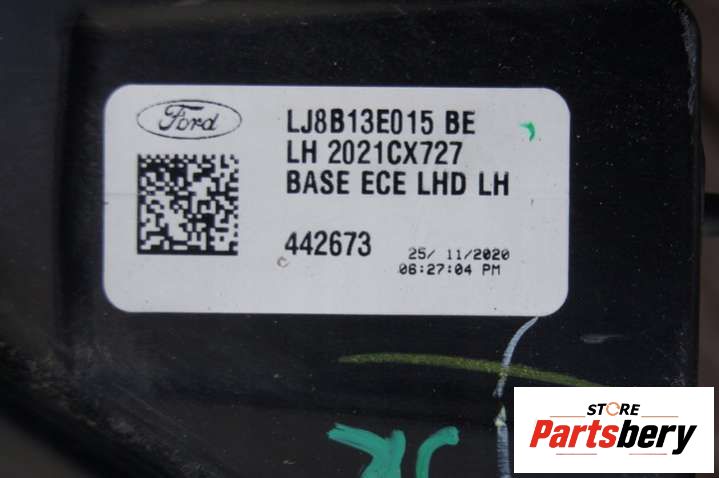 Ford
LJ8B13E015 BE
LH 2021CX727
BASE ECE LHD LH
442673
25/ 11/2020
06:27:04 PM
STORE
Partsbery